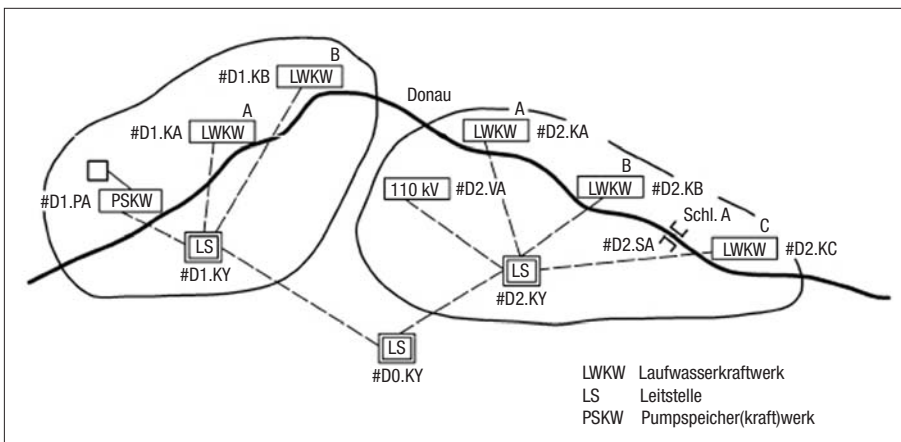 B
#D1.KB LWKW
Donau
A
#D1.KA LWKW
A
LWKW #D2.KA
B
110 kV #D2.VA
LWKW #D2.KB
#D1.PA PSKW
Schl. A
C
LS
#D2.SA
LWKW #D2.KC
#D1.KY
LS
#D2.KY
LS
#D0.KY
LWKW Laufwasserkraftwerk
LS Leitstelle
PSKW Pumpspeicher(kraft)werk